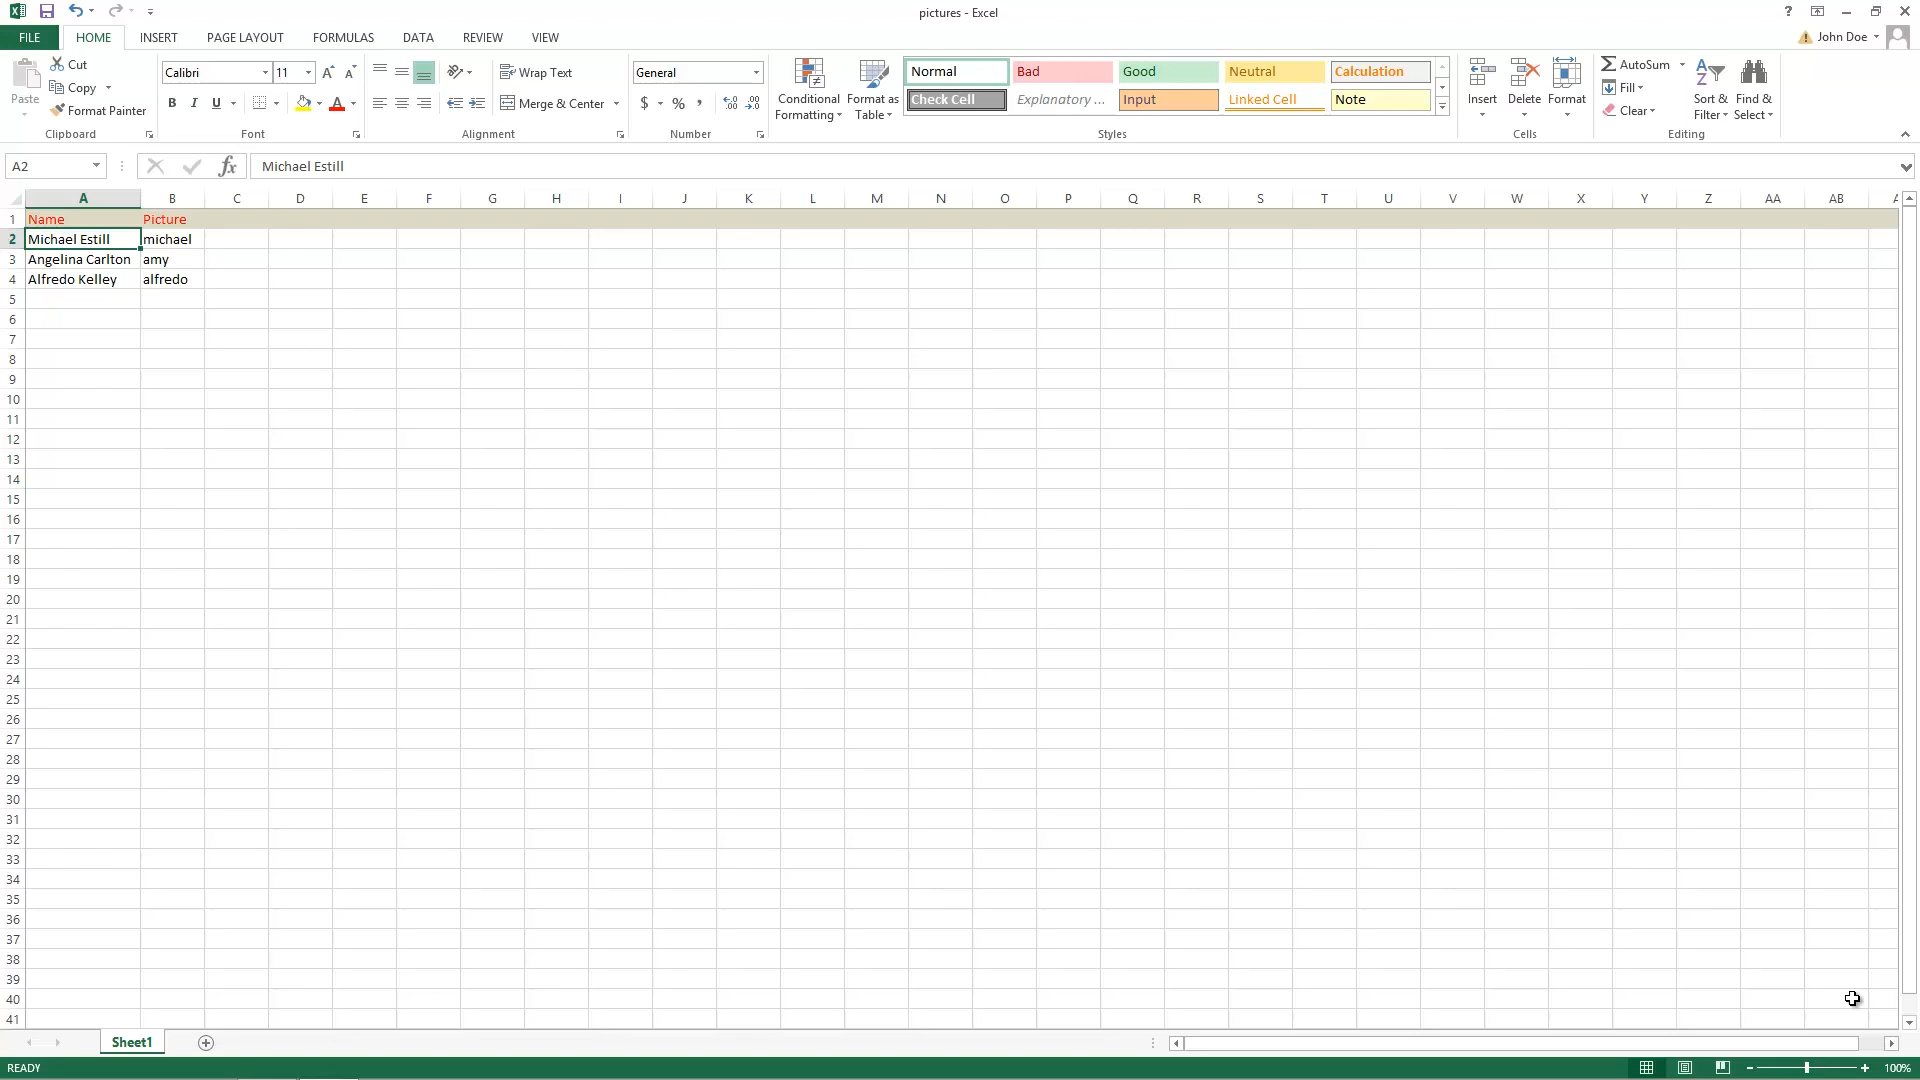 pictures - Excel
FILE HOME INSERT PAGE LAYOUT FORMULAS DATA REVIEW VIEW John Doe
Paste
Cut
Copy
Format Painter
Clipboard
Calibri 11
B I U
Font
Wrap Text
Merge & Center
Alignment
General
$ % ,
Number
Conditional Formatting
Format as Table
Normal Bad Good Neutral Calculation
Check Cell Explanatory ... Input Linked Cell Note
Styles
Insert Delete Format
Cells
AutoSum
Fill
Clear
Sort & Filter
Find & Select
Editing
A2 fx Michael Estill
A B C D E F G H I J K L M N O P Q R S T U V W X Y Z AA AB
1 Name Picture
2 Michael Estill michael
3 Angelina Carlton amy
4 Alfredo Kelley alfredo
5
6
7
8
9
10
11
12
13
14
15
16
17
18
19
20
21
22
23
24
25
26
27
28
29
30
31
32
33
34
35
36
37
38
39
40
41
Sheet1
READY 100%